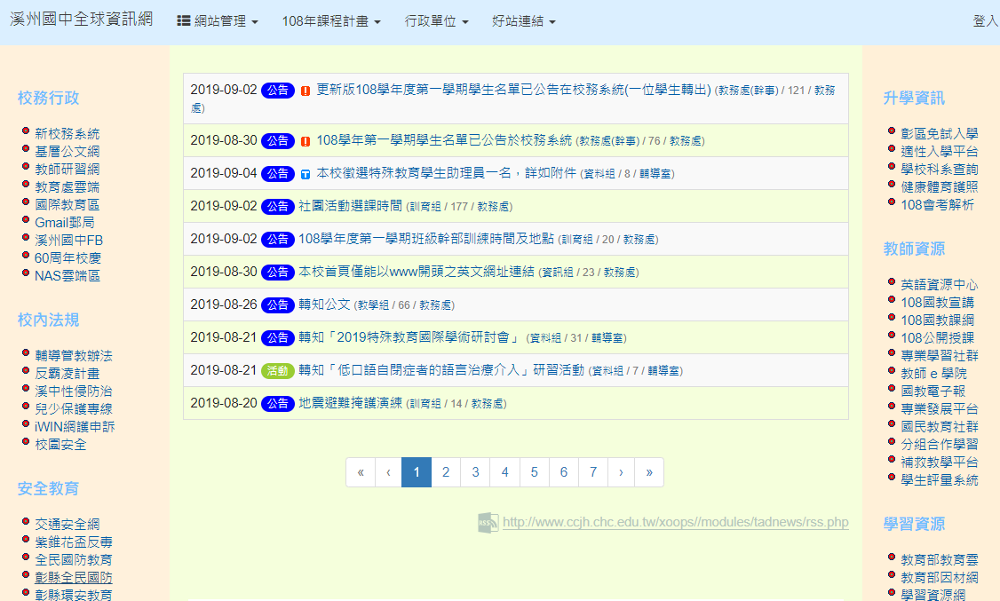 溪州國中全球資訊網 網站管理 108年課程計畫 行政單位 好站連結 登入
校務行政
新校務系統
基層公文網
教師研習網
教育處雲端
國際教育區
Gmail郵局
溪州國中FB
60周年校慶
NAS雲端區
校內法規
輔導管教辦法
反霸凌計畫
溪中性侵防治
兒少保護專線
iWIN網護申訴
校園安全
安全教育
交通安全網
紫錐花盃反毒
全民國防教育
彰縣全民國防
彰縣環安教育
2019-09-02 公告 更新版108學年度第一學期學生名單已公告在校務系統(一位學生轉出) (教務處(幹事) / 121 / 教務
處)
2019-08-30 公告 108學年第一學期學生名單已公告於校務系統 (教務處(幹事) / 76 / 教務處)
2019-09-04 公告 本校徵選特殊教育學生助理員一名，詳如附件 (資料組 / 8 / 輔導室)
2019-09-02 公告 社團活動選課時間 (訓育組 / 177 / 教務處)
2019-09-02 公告 108學年度第一學期班級幹部訓練時間及地點 (訓育組 / 20 / 教務處)
2019-08-30 公告 本校首頁僅能以www開頭之英文網址連結 (資訊組 / 23 / 教務處)
2019-08-26 公告 轉知公文 (教學組 / 66 / 教務處)
2019-08-21 公告 轉知「2019特殊教育國際學術研討會」 (資料組 / 31 / 輔導室)
2019-08-21 活動 轉知「低口語自閉症者的語言治療介入」研習活動 (資料組 / 7 / 輔導室)
2019-08-20 公告 地震避難掩護演練 (訓育組 / 14 / 教務處)
« ‹ 1 2 3 4 5 6 7 › »
RSS http://www.ccjh.chc.edu.tw/xoops//modules/tadnews/rss.php
升學資訊
彰區免試入學
適性入學平台
學校科系查詢
健康體育護照
108會考解析
教師資源
英語資源中心
108國教宣講
108國教課綱
108公開授課
專業學習社群
教師 e 學院
國教電子報
專業發展平台
國民教育社群
分組合作學習
補救教學平台
學生評量系統
學習資源
教育部教育雲
教育部因材網
學習資源網